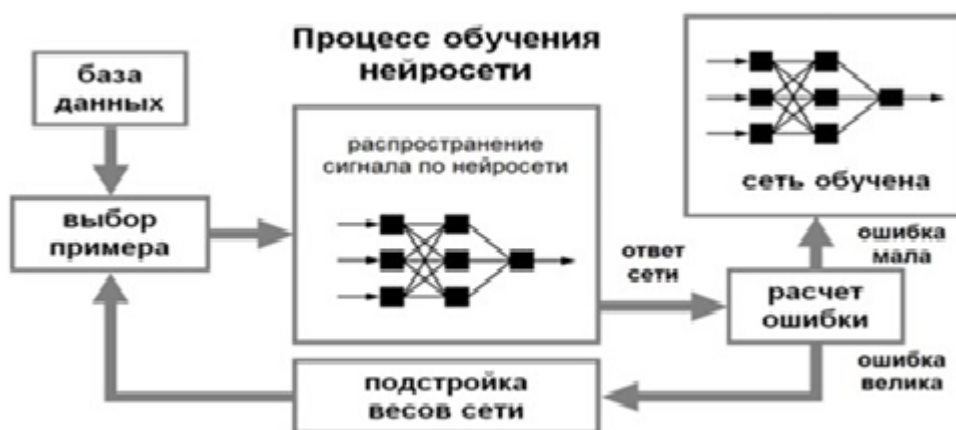 Процесс обучения
нейросети
база
данных
выбор
примера
распространение
сигнала по нейросети
ответ
сети
расчет
ошибки
ошибка
мала
сеть обучена
ошибка
велика
подстройка
весов сети